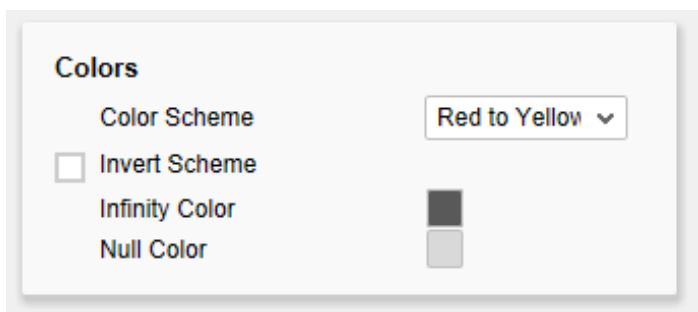 Colors
Color Scheme Red to Yellow
Invert Scheme
Infinity Color
Null Color